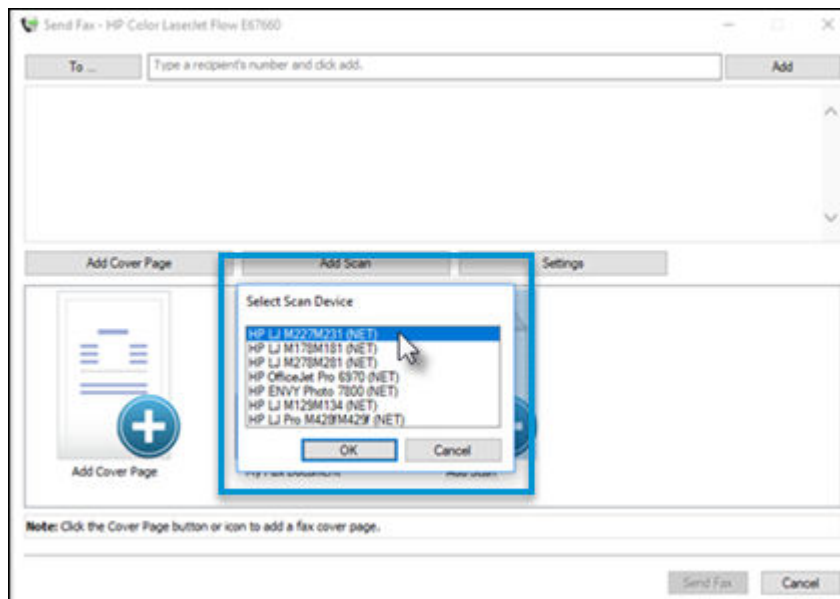 Send Fax - HP Color LaserJet Flow E67660
To ...
Type a recipient's number and click add.
Add
Add Cover Page
Add Scan
Settings
Select Scan Device
HP LJ M227M231 (NET)
HP LJ M178M181 (NET)
HP LJ M278M281 (NET)
HP OfficeJet Pro 6970 (NET)
HP ENVY Photo 7800 (NET)
HP LJ M129M134 (NET)
HP LJ Pro M428fM429f (NET)
OK
Cancel
Add Cover Page
My Fax Document
Add Scan
Note: Click the Cover Page button or icon to add a fax cover page.
Send Fax
Cancel